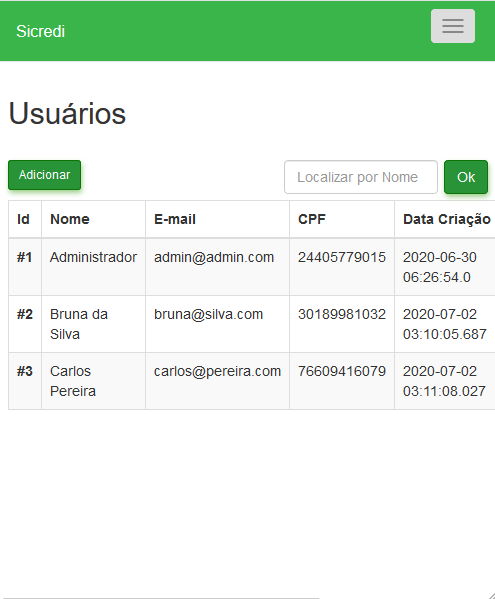 Sicredi
Usuários
Adicionar Localizar por Nome Ok
Id Nome E-mail CPF Data Criação
#1 Administrador admin@admin.com 24405779015 2020-06-30
06:26:54.0
#2 Bruna da bruna@silva.com 30189981032 2020-07-02
Silva 03:10:05.687
#3 Carlos carlos@pereira.com 76609416079 2020-07-02
Pereira 03:11:08.027